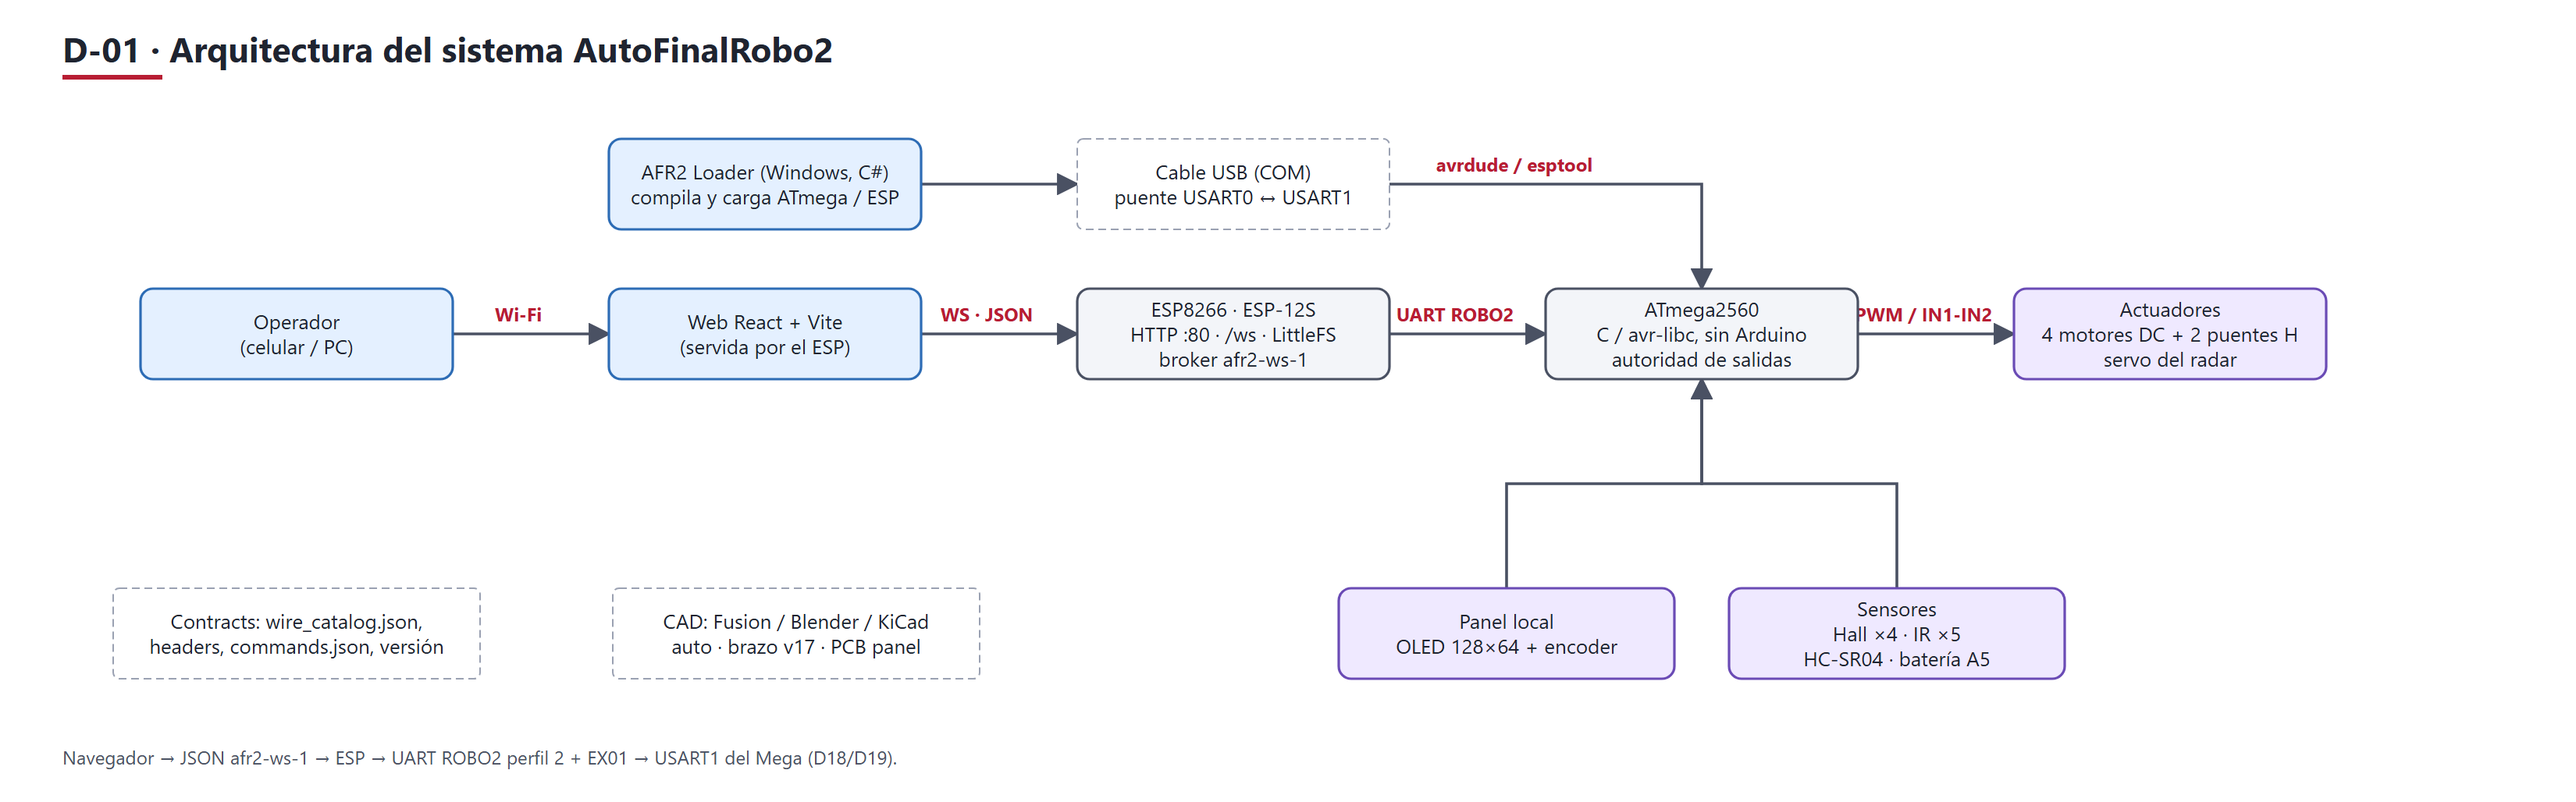 D-01 · Arquitectura del sistema AutoFinalRobo2
AFR2 Loader (Windows, C#)
compila y carga ATmega / ESP
Cable USB (COM)
puente USART0 ↔ USART1
avrdude / esptool
Operador
(celular / PC)
Wi-Fi
Web React + Vite
(servida por el ESP)
WS · JSON
ESP8266 · ESP-12S
HTTP :80 · /ws · LittleFS
broker afr2-ws-1
UART ROBO2
ATmega2560
C / avr-libc, sin Arduino
autoridad de salidas
PWM / IN1-IN2
Actuadores
4 motores DC + 2 puentes H
servo del radar
Contracts: wire_catalog.json,
headers, commands.json, versión
CAD: Fusion / Blender / KiCad
auto · brazo v17 · PCB panel
Panel local
OLED 128×64 + encoder
Sensores
Hall ×4 · IR ×5
HC-SR04 · batería A5
Navegador → JSON afr2-ws-1 → ESP → UART ROBO2 perfil 2 + EX01 → USART1 del Mega (D18/D19).